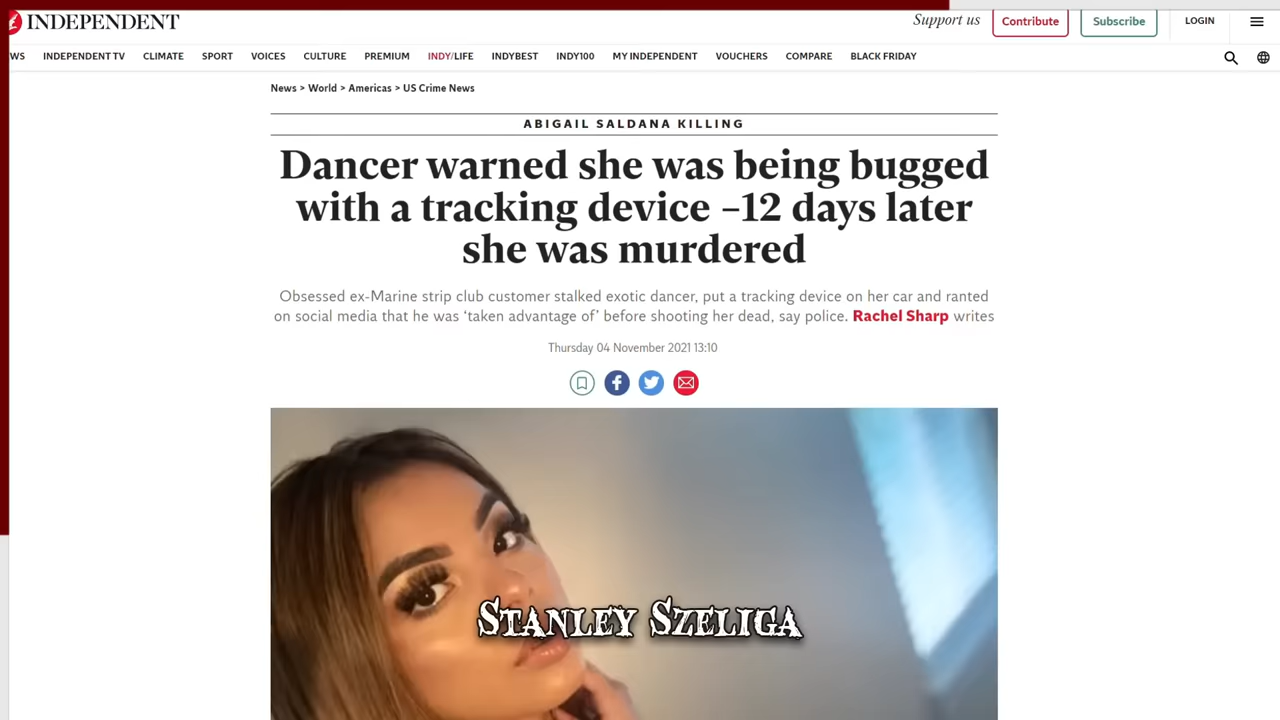 INDEPENDENT
Support us Contribute Subscribe LOGIN
WS INDEPENDENT TV CLIMATE SPORT VOICES CULTURE PREMIUM INDY/LIFE INDYBEST INDY100 MY INDEPENDENT VOUCHERS COMPARE BLACK FRIDAY
News > World > Americas > US Crime News
ABIGAIL SALDANA KILLING
Dancer warned she was being bugged
with a tracking device –12 days later
she was murdered
Obsessed ex-Marine strip club customer stalked exotic dancer, put a tracking device on her car and ranted
on social media that he was ‘taken advantage of’ before shooting her dead, say police. Rachel Sharp writes
Thursday 04 November 2021 13:10
STANLEY SZELIGA